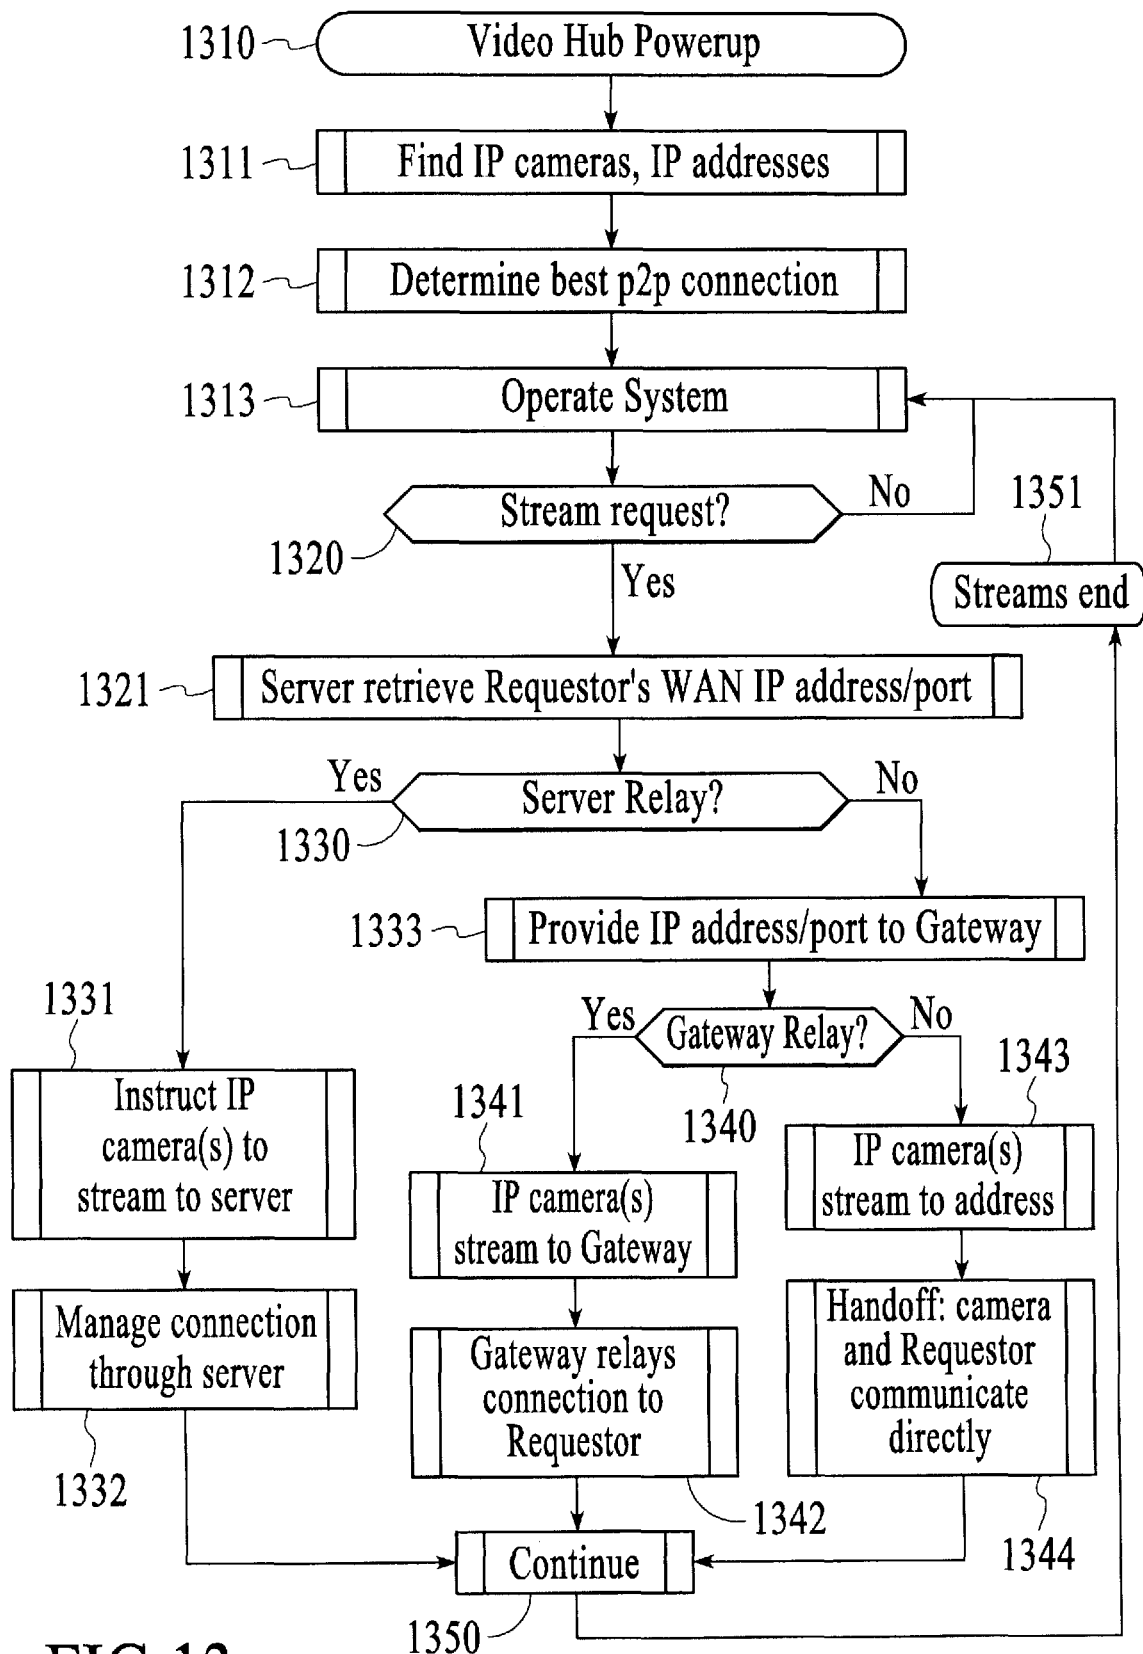 1310
Video Hub Powerup
1311
Find IP cameras, IP addresses
1312
Determine best p2p connection
1313
Operate System
Stream request?
No
1320
Yes
1351
Streams end
1321
Server retrieve Requestor's WAN IP address/port
Yes
Server Relay?
No
1330
1333
Provide IP address/port to Gateway
Yes
Gateway Relay?
No
1340
1331
Instruct IP
camera(s) to
stream to server
1341
IP camera(s)
stream to Gateway
1343
IP camera(s)
stream to address
Manage connection
through server
1332
Gateway relays
connection to
Requestor
1342
Handoff: camera
and Requestor
communicate
directly
1344
Continue
1350